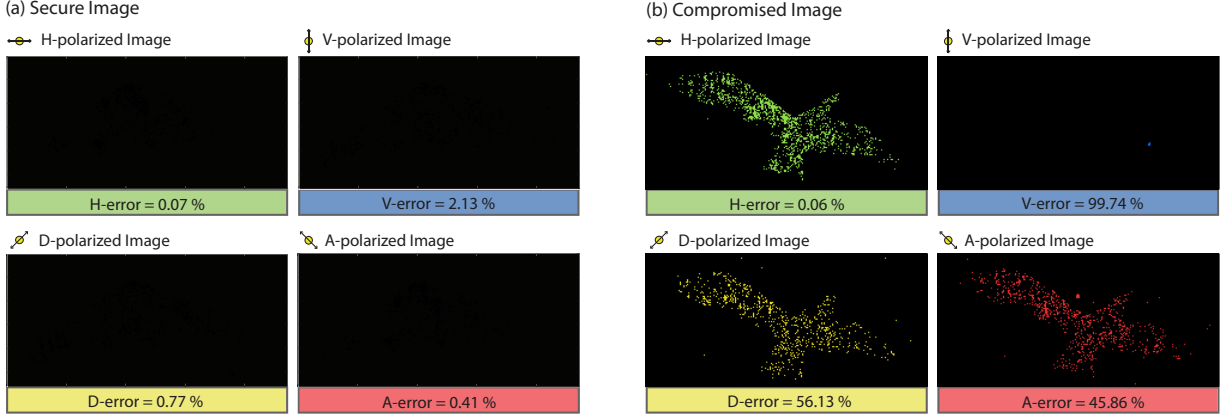 (a) Secure Image
H-polarized Image
V-polarized Image
H-error = 0.07 %
V-error = 2.13 %
D-polarized Image
A-polarized Image
D-error = 0.77 %
A-error = 0.41 %
(b) Compromised Image
H-polarized Image
V-polarized Image
H-error = 0.06 %
V-error = 99.74 %
D-polarized Image
A-polarized Image
D-error = 56.13 %
A-error = 45.86 %